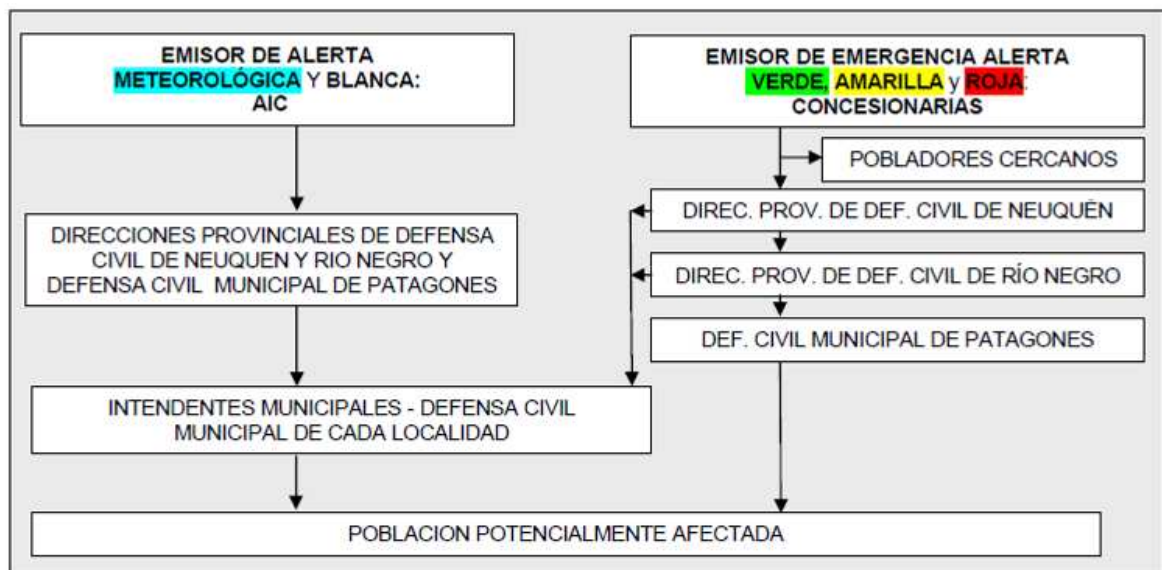 EMISOR DE ALERTA
METEOROLÓGICA Y BLANCA:
AIC
EMISOR DE EMERGENCIA ALERTA
VERDE, AMARILLA y ROJA:
CONCESIONARIAS
POBLADORES CERCANOS
DIREC. PROV. DE DEF. CIVIL DE NEUQUÉN
DIRECCIONES PROVINCIALES DE DEFENSA
CIVIL DE NEUQUEN Y RIO NEGRO Y
DEFENSA CIVIL MUNICIPAL DE PATAGONES
DIREC. PROV. DE DEF. CIVIL DE RÍO NEGRO
DEF. CIVIL MUNICIPAL DE PATAGONES
INTENDENTES MUNICIPALES - DEFENSA CIVIL
MUNICIPAL DE CADA LOCALIDAD
POBLACION POTENCIALMENTE AFECTADA